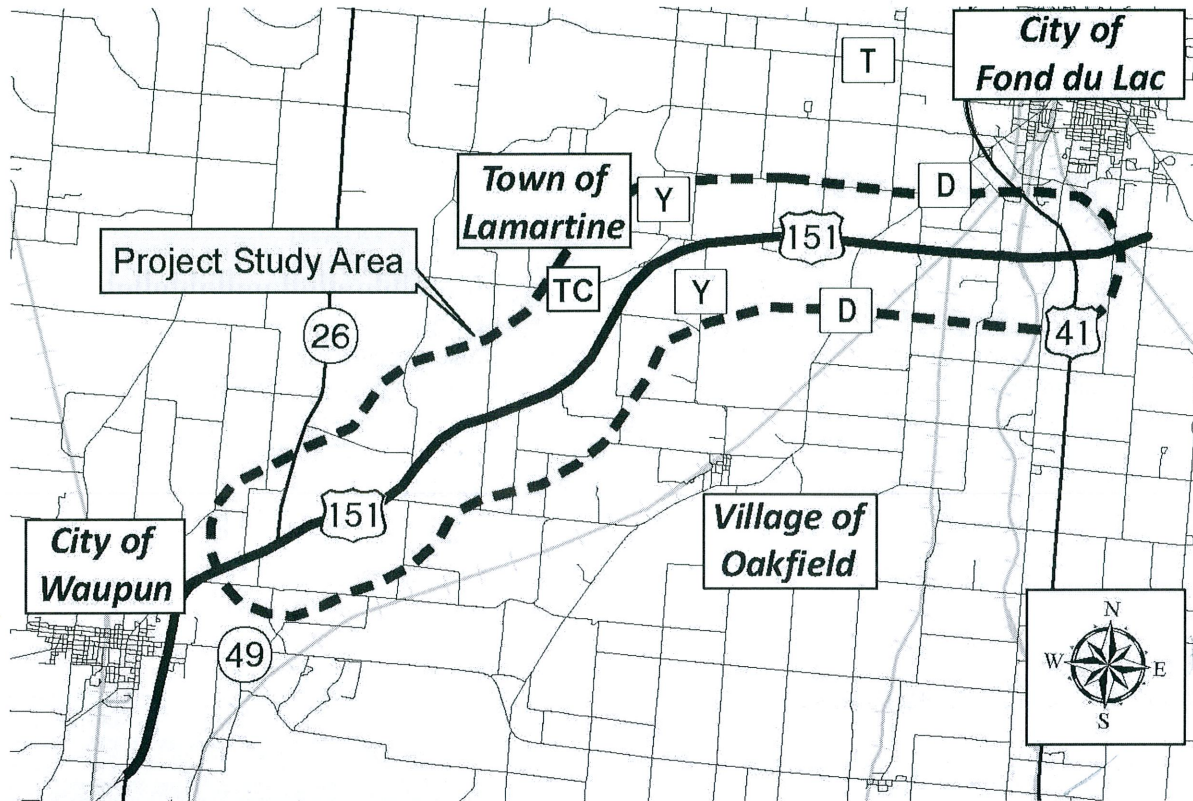 City of
Fond du Lac
T
Town of
Lamartine
Y
D
151
Project Study Area
TC
Y
D
26
41
151
City of
Waupun
Village of
Oakfield
49
N
W
E
S